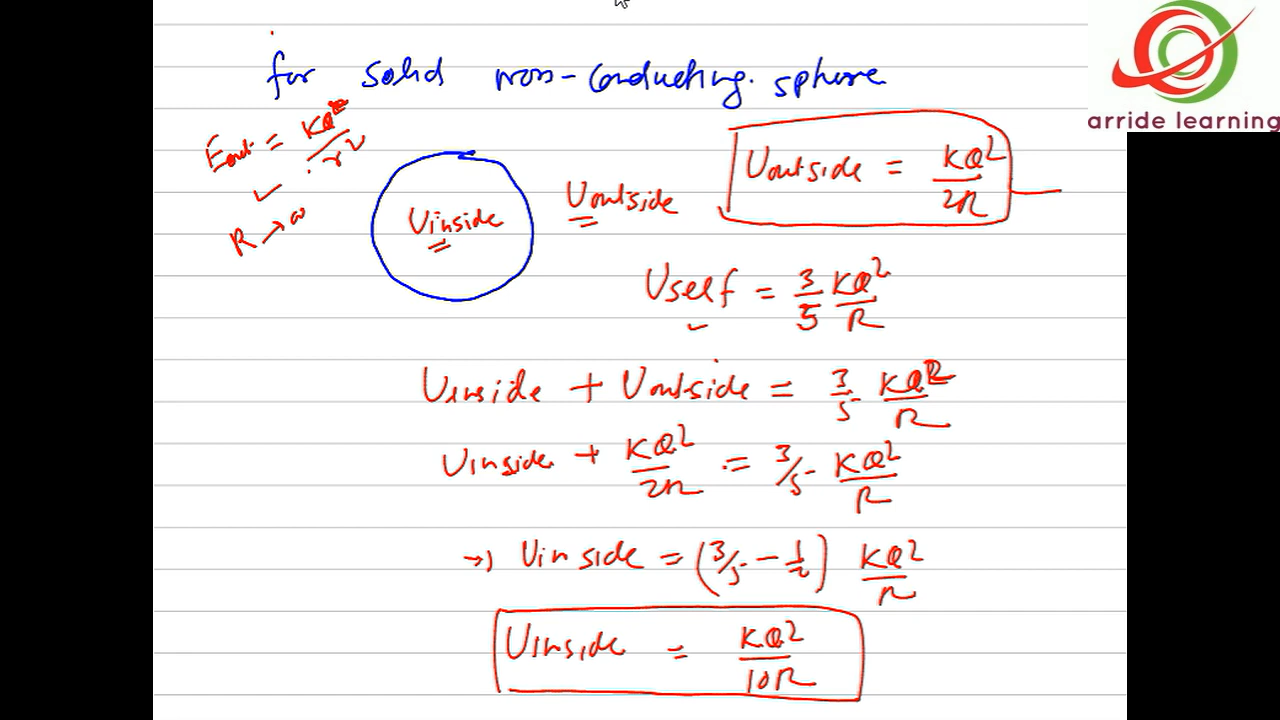 for solid non-conducting sphere
arride learning
Eout = KQ²/r²
R → ∞
Uinside
Uoutside
Uoutside = KQ²/2R
Uself = 3/5 KQ²/R
Uinside + Uoutside = 3/5 KQ²/R
Uinside + KQ²/2R = 3/5 KQ²/R
→) Uinside = (3/5 - 1/2) KQ²/R
Uinside = KQ²/10R